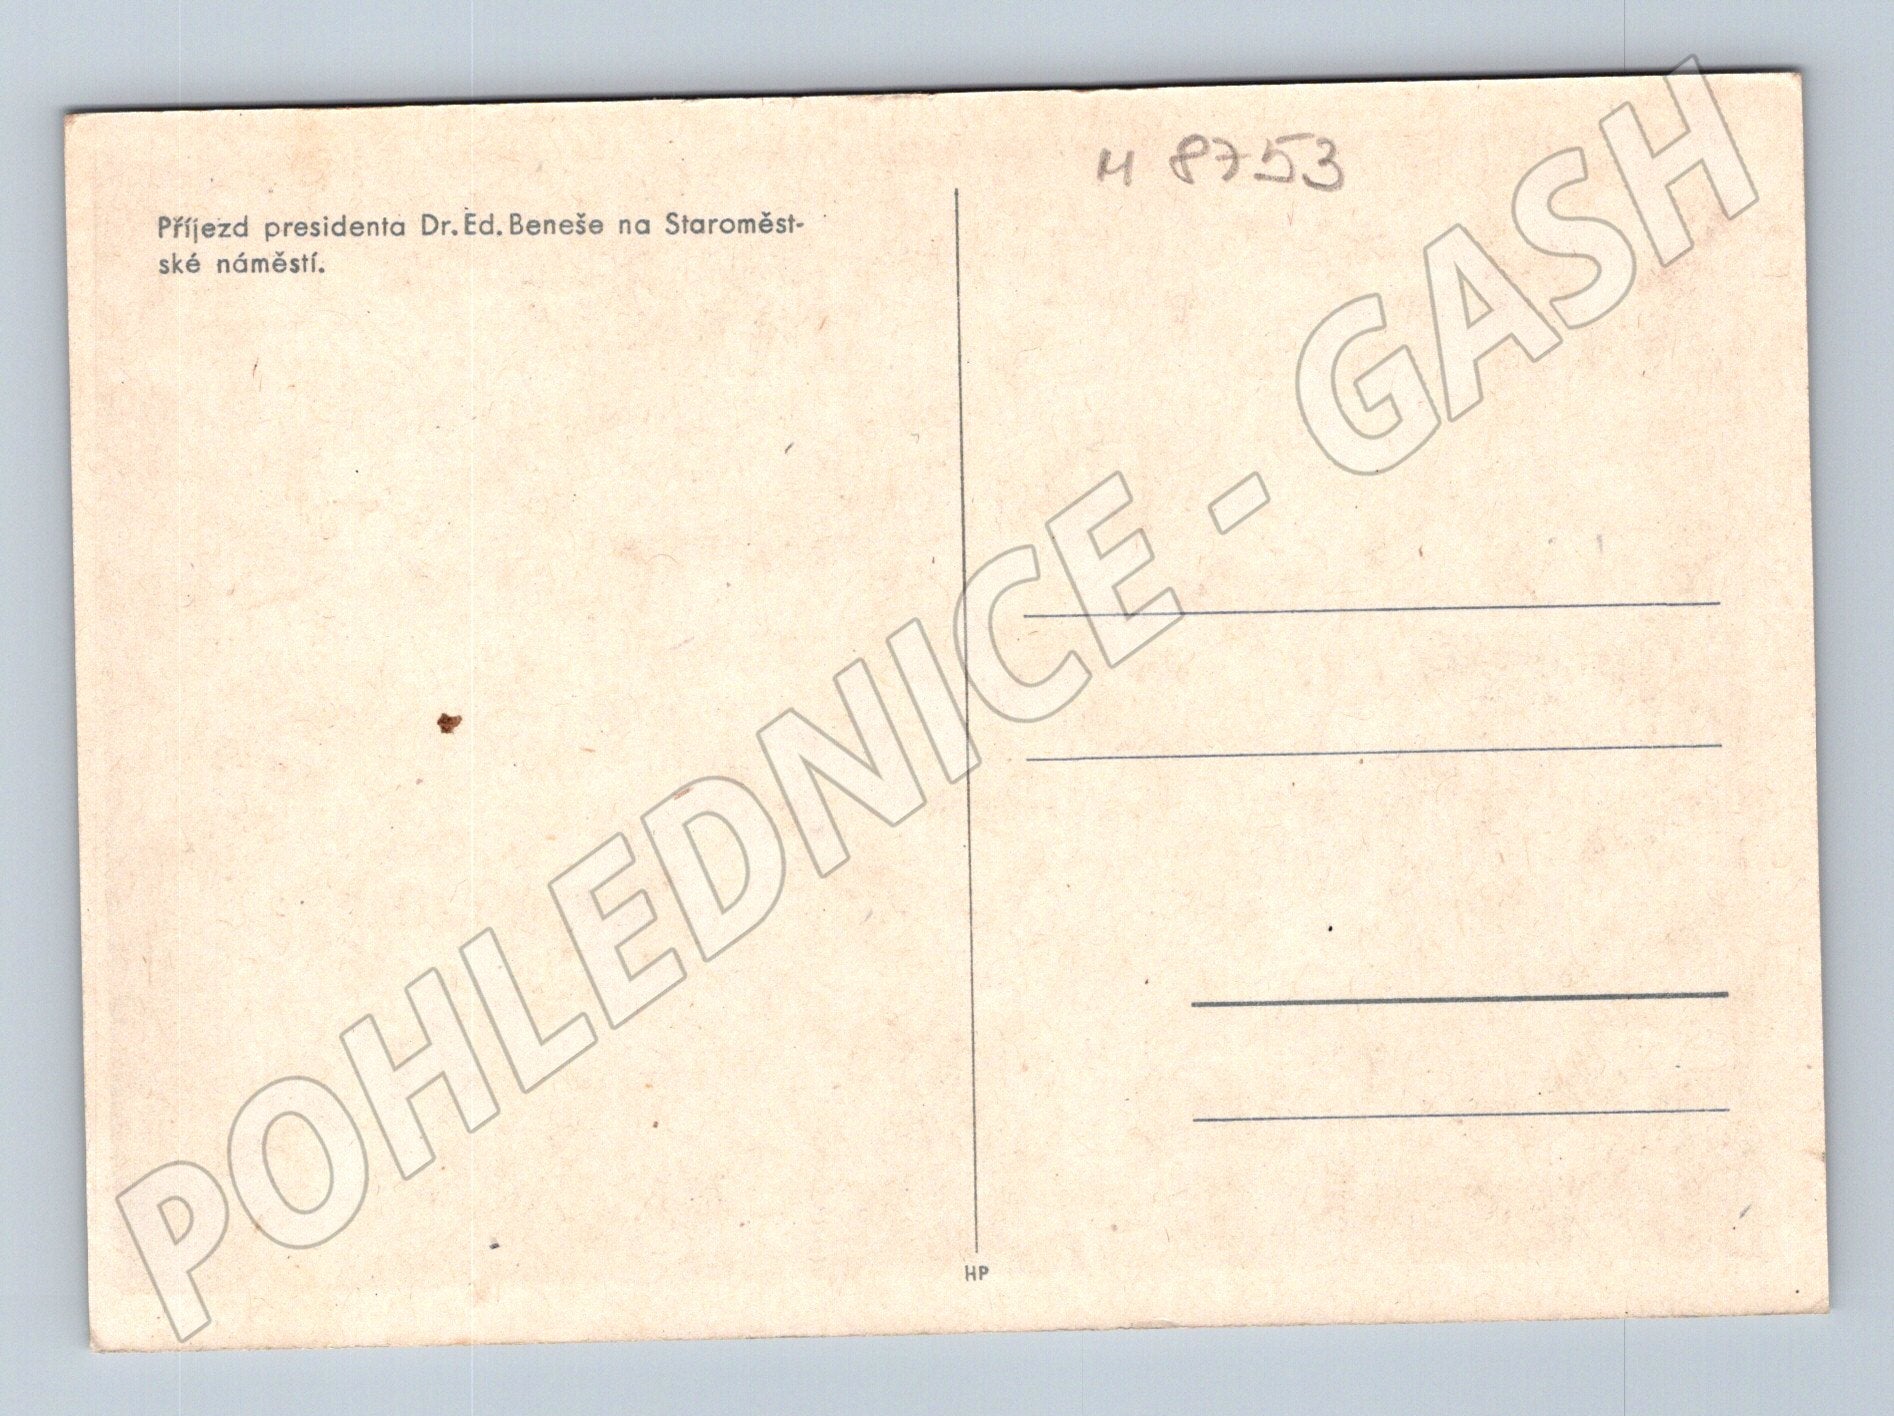 M 8753
Příjezd presidenta Dr. Ed. Beneše na Staroměst-
ské náměstí.
POHLEDNICE - GASH
HP